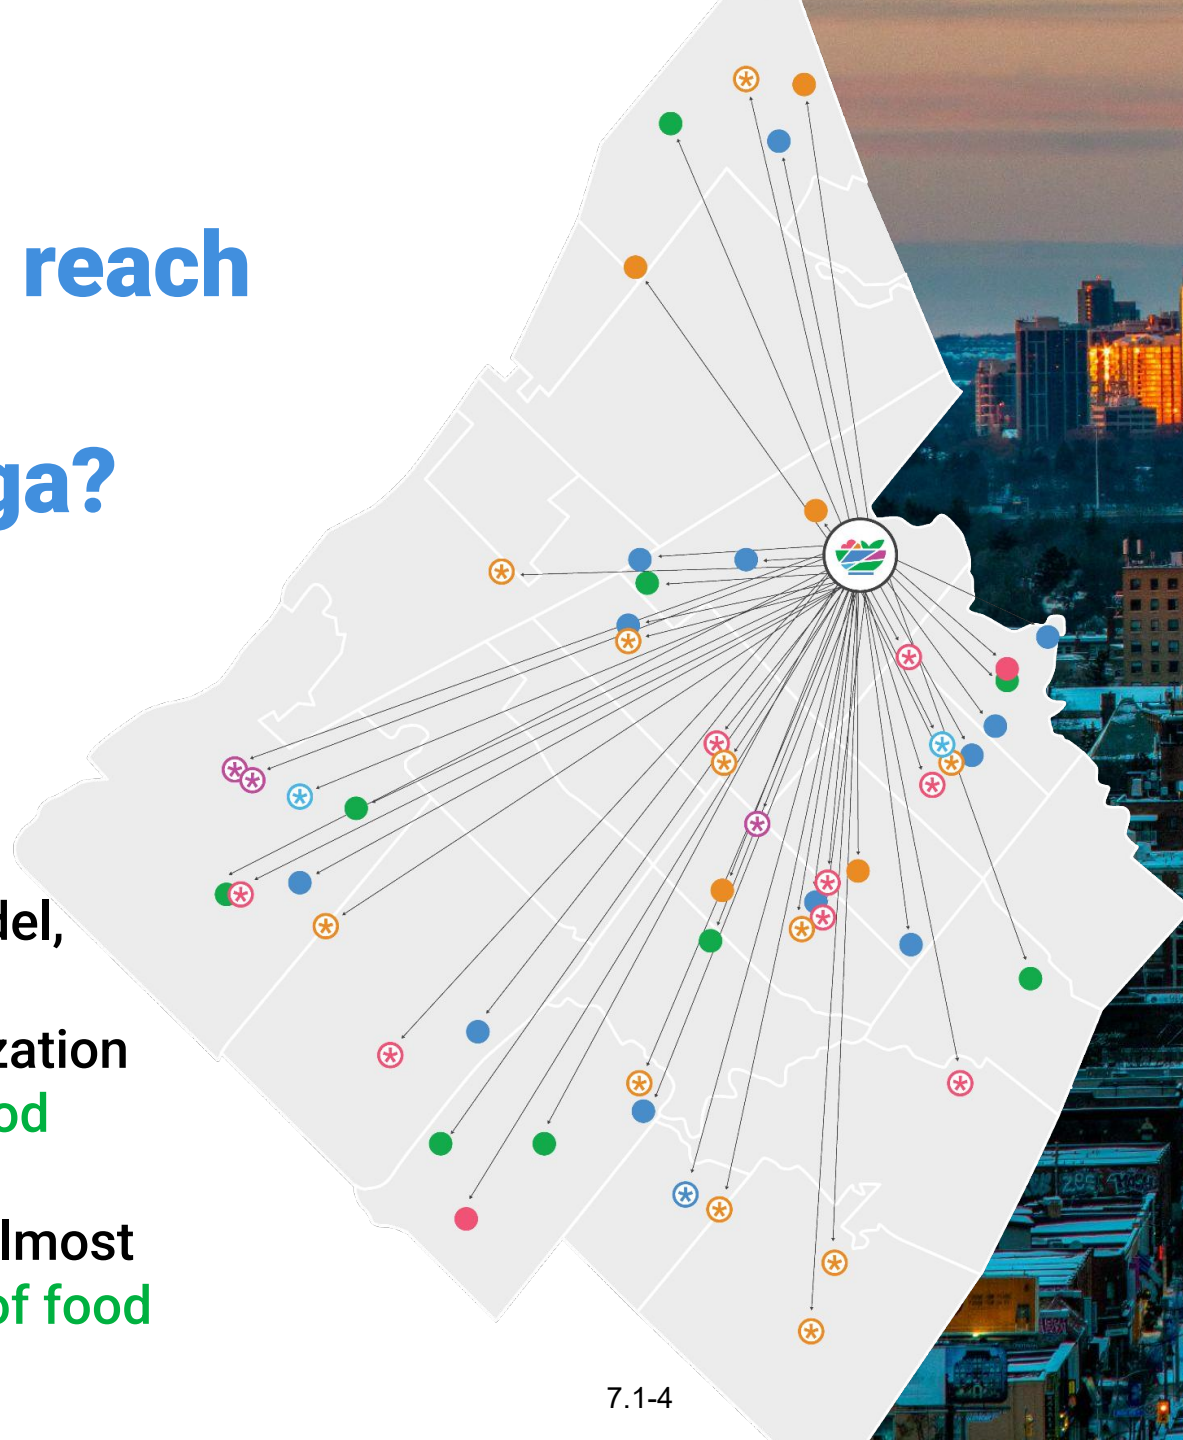 reach
ga?
del,
zation
od
lmost
of food
7.1-4